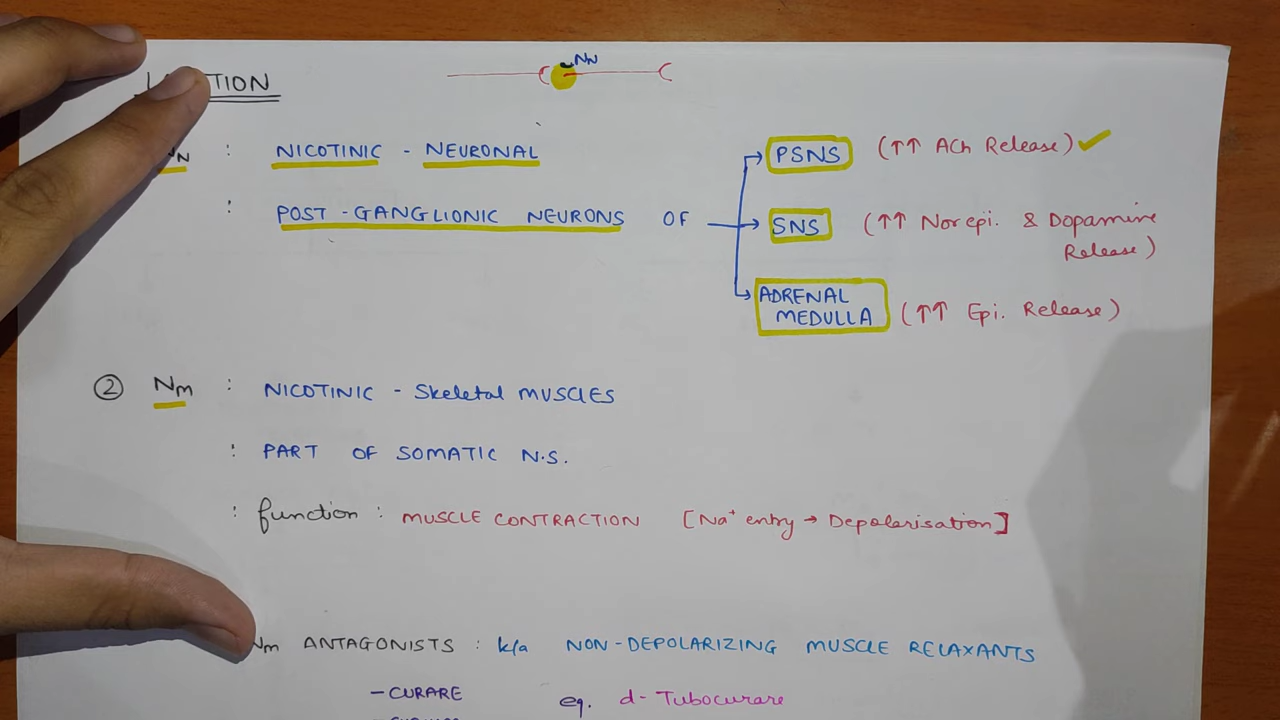 NN
: NICOTINIC - NEURONAL
PSNS (↑↑ Ach Release) ✓
: POST-GANGLIONIC NEURONS OF
SNS (↑↑ Norepi. & Dopamine
Release)
ADRENAL
MEDULLA (↑↑ Epi. Release)
② Nm : NICOTINIC - Skeletal MUSCLES
: PART OF SOMATIC N.S.
: function : MUSCLE CONTRACTION [Na⁺ entry → Depolarisation]
Nm ANTAGONISTS : k/a NON-DEPOLARIZING MUSCLE RELAXANTS
- CURARE eg. d-Tubocurare